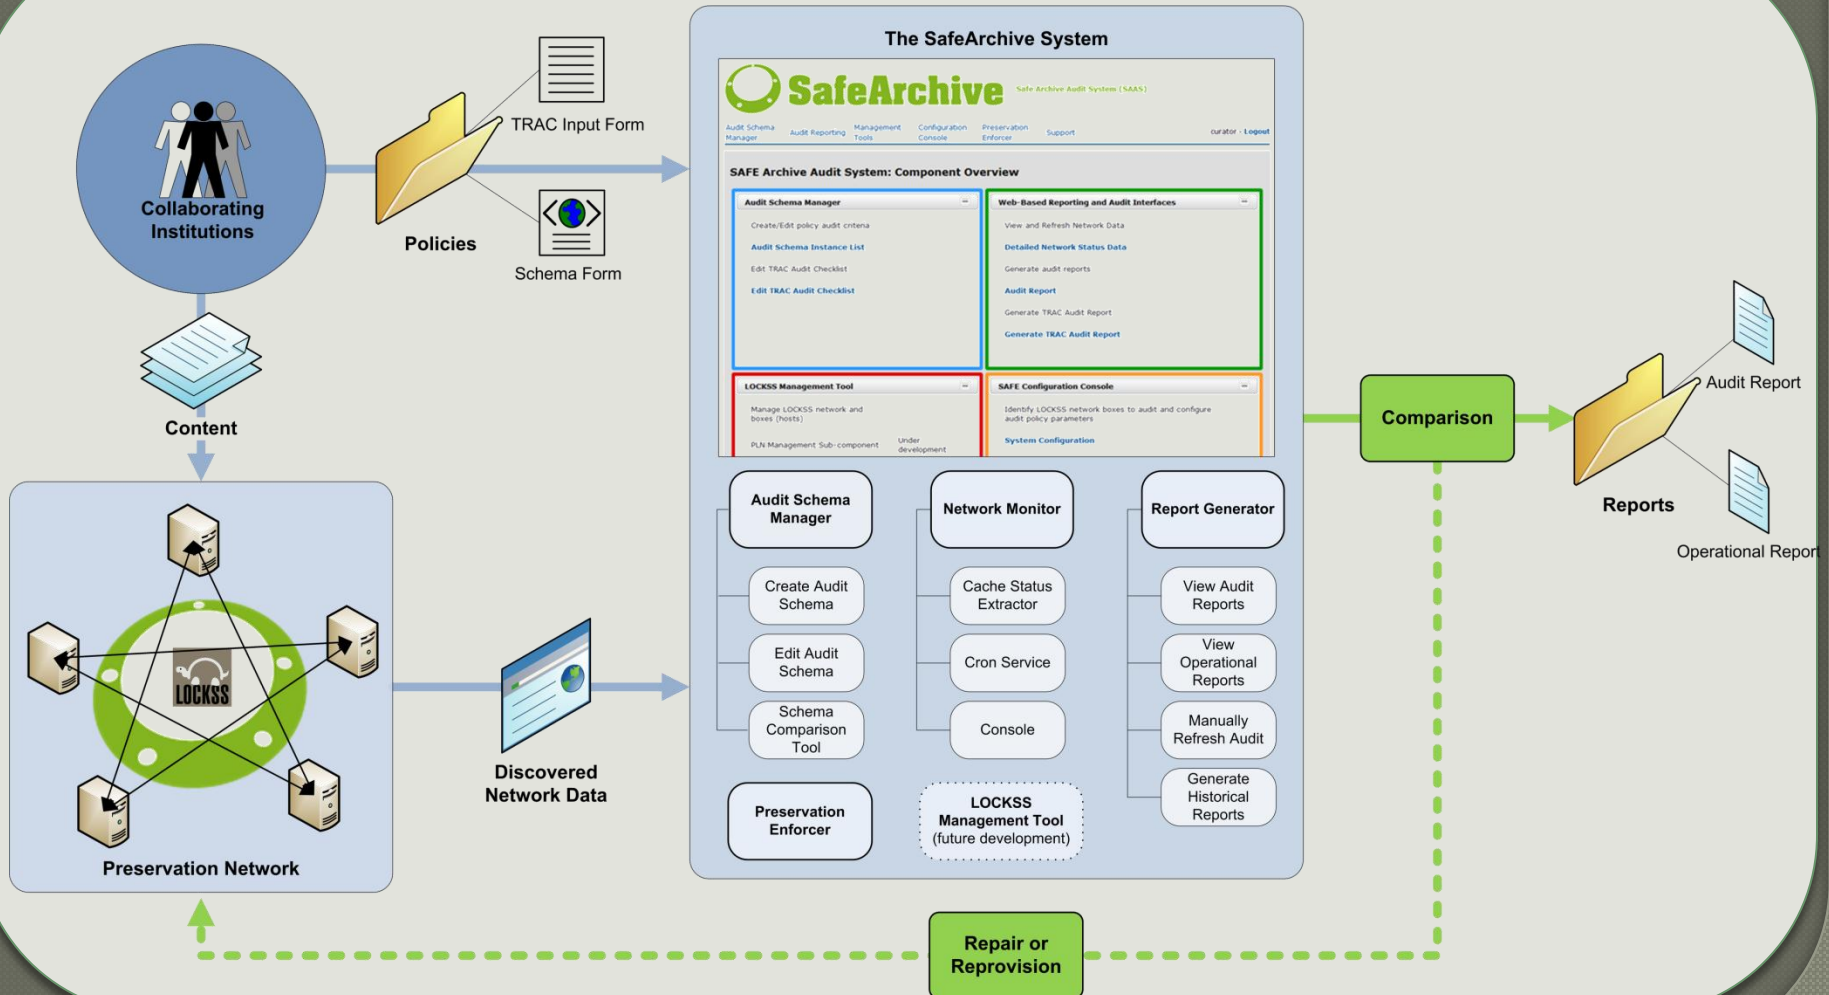 The SafeArchive System
TRAC Input Form
Collaborating
Institutions
Policies
Schema Form
SafeArchive
Safe Archive Audit System (SAAS)
Audit Schema
Manager
Audit Reporting
Management
Tools
Configuration
Console
Preservation
Enforcer
Support
curator - Logout
SAFE Archive Audit System: Component Overview
Audit Schema Manager
Create/Edit policy audit criteria
Audit Schema Instance List
Edit TRAC Audit Checklist
Edit TRAC Audit Checklist
Web-Based Reporting and Audit Interfaces
View and Refresh Network Data
Detailed Network Status Data
Generate audit reports
Audit Report
Generate TRAC Audit Report
Generate TRAC Audit Report
LOCKSS Management Tool
Manage LOCKSS network and
boxes (hosts)
PLN Management Sub-component
Under
development
SAFE Configuration Console
Identify LOCKSS network boxes to audit and configure
audit policy parameters
System Configuration
Content
LOCKSS
Preservation Network
Discovered
Network Data
Audit Schema
Manager
Create Audit
Schema
Edit Audit
Schema
Schema
Comparison
Tool
Preservation
Enforcer
Network Monitor
Cache Status
Extractor
Cron Service
Console
LOCKSS
Management Tool
(future development)
Report Generator
View Audit
Reports
View
Operational
Reports
Manually
Refresh Audit
Generate
Historical
Reports
Comparison
Audit Report
Reports
Operational Report
Repair or
Reprovision